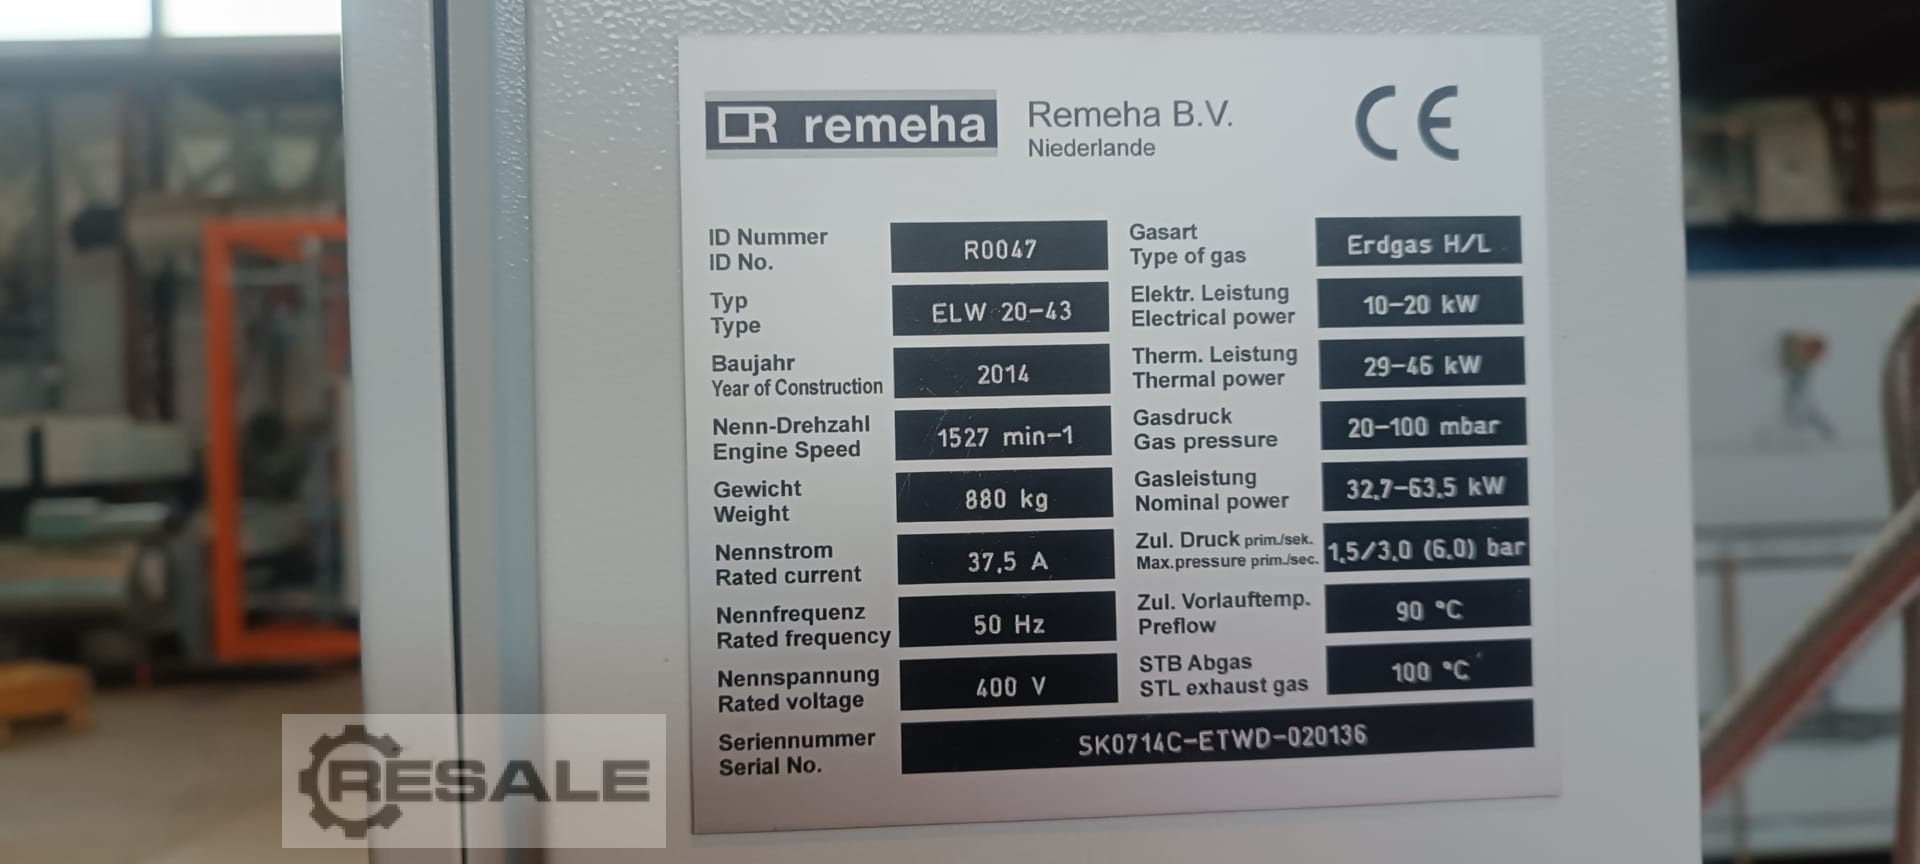 remeha
Remeha B.V.
Niederlande
CE
ID Nummer
ID No.
R0047
Typ
Type
ELW 20-43
Baujahr
Year of Construction
2014
Nenn-Drehzahl
Engine Speed
1527 min-1
Gewicht
Weight
880 kg
Nennstrom
Rated current
37,5 A
Nennfrequenz
Rated frequency
50 Hz
Nennspannung
Rated voltage
400 V
Gasart
Type of gas
Erdgas H/L
Elektr. Leistung
Electrical power
10-20 kW
Therm. Leistung
Thermal power
29-46 kW
Gasdruck
Gas pressure
20-100 mbar
Gasleistung
Nominal power
32,7-63,5 kW
Zul. Druck prim./sek.
Max.pressure prim./sec.
1,5/3,0 (6,0) bar
Zul. Vorlauftemp.
Preflow
90 °C
STB Abgas
STL exhaust gas
100 °C
Seriennummer
Serial No.
SK0714C-ETWD-020136
RESALE